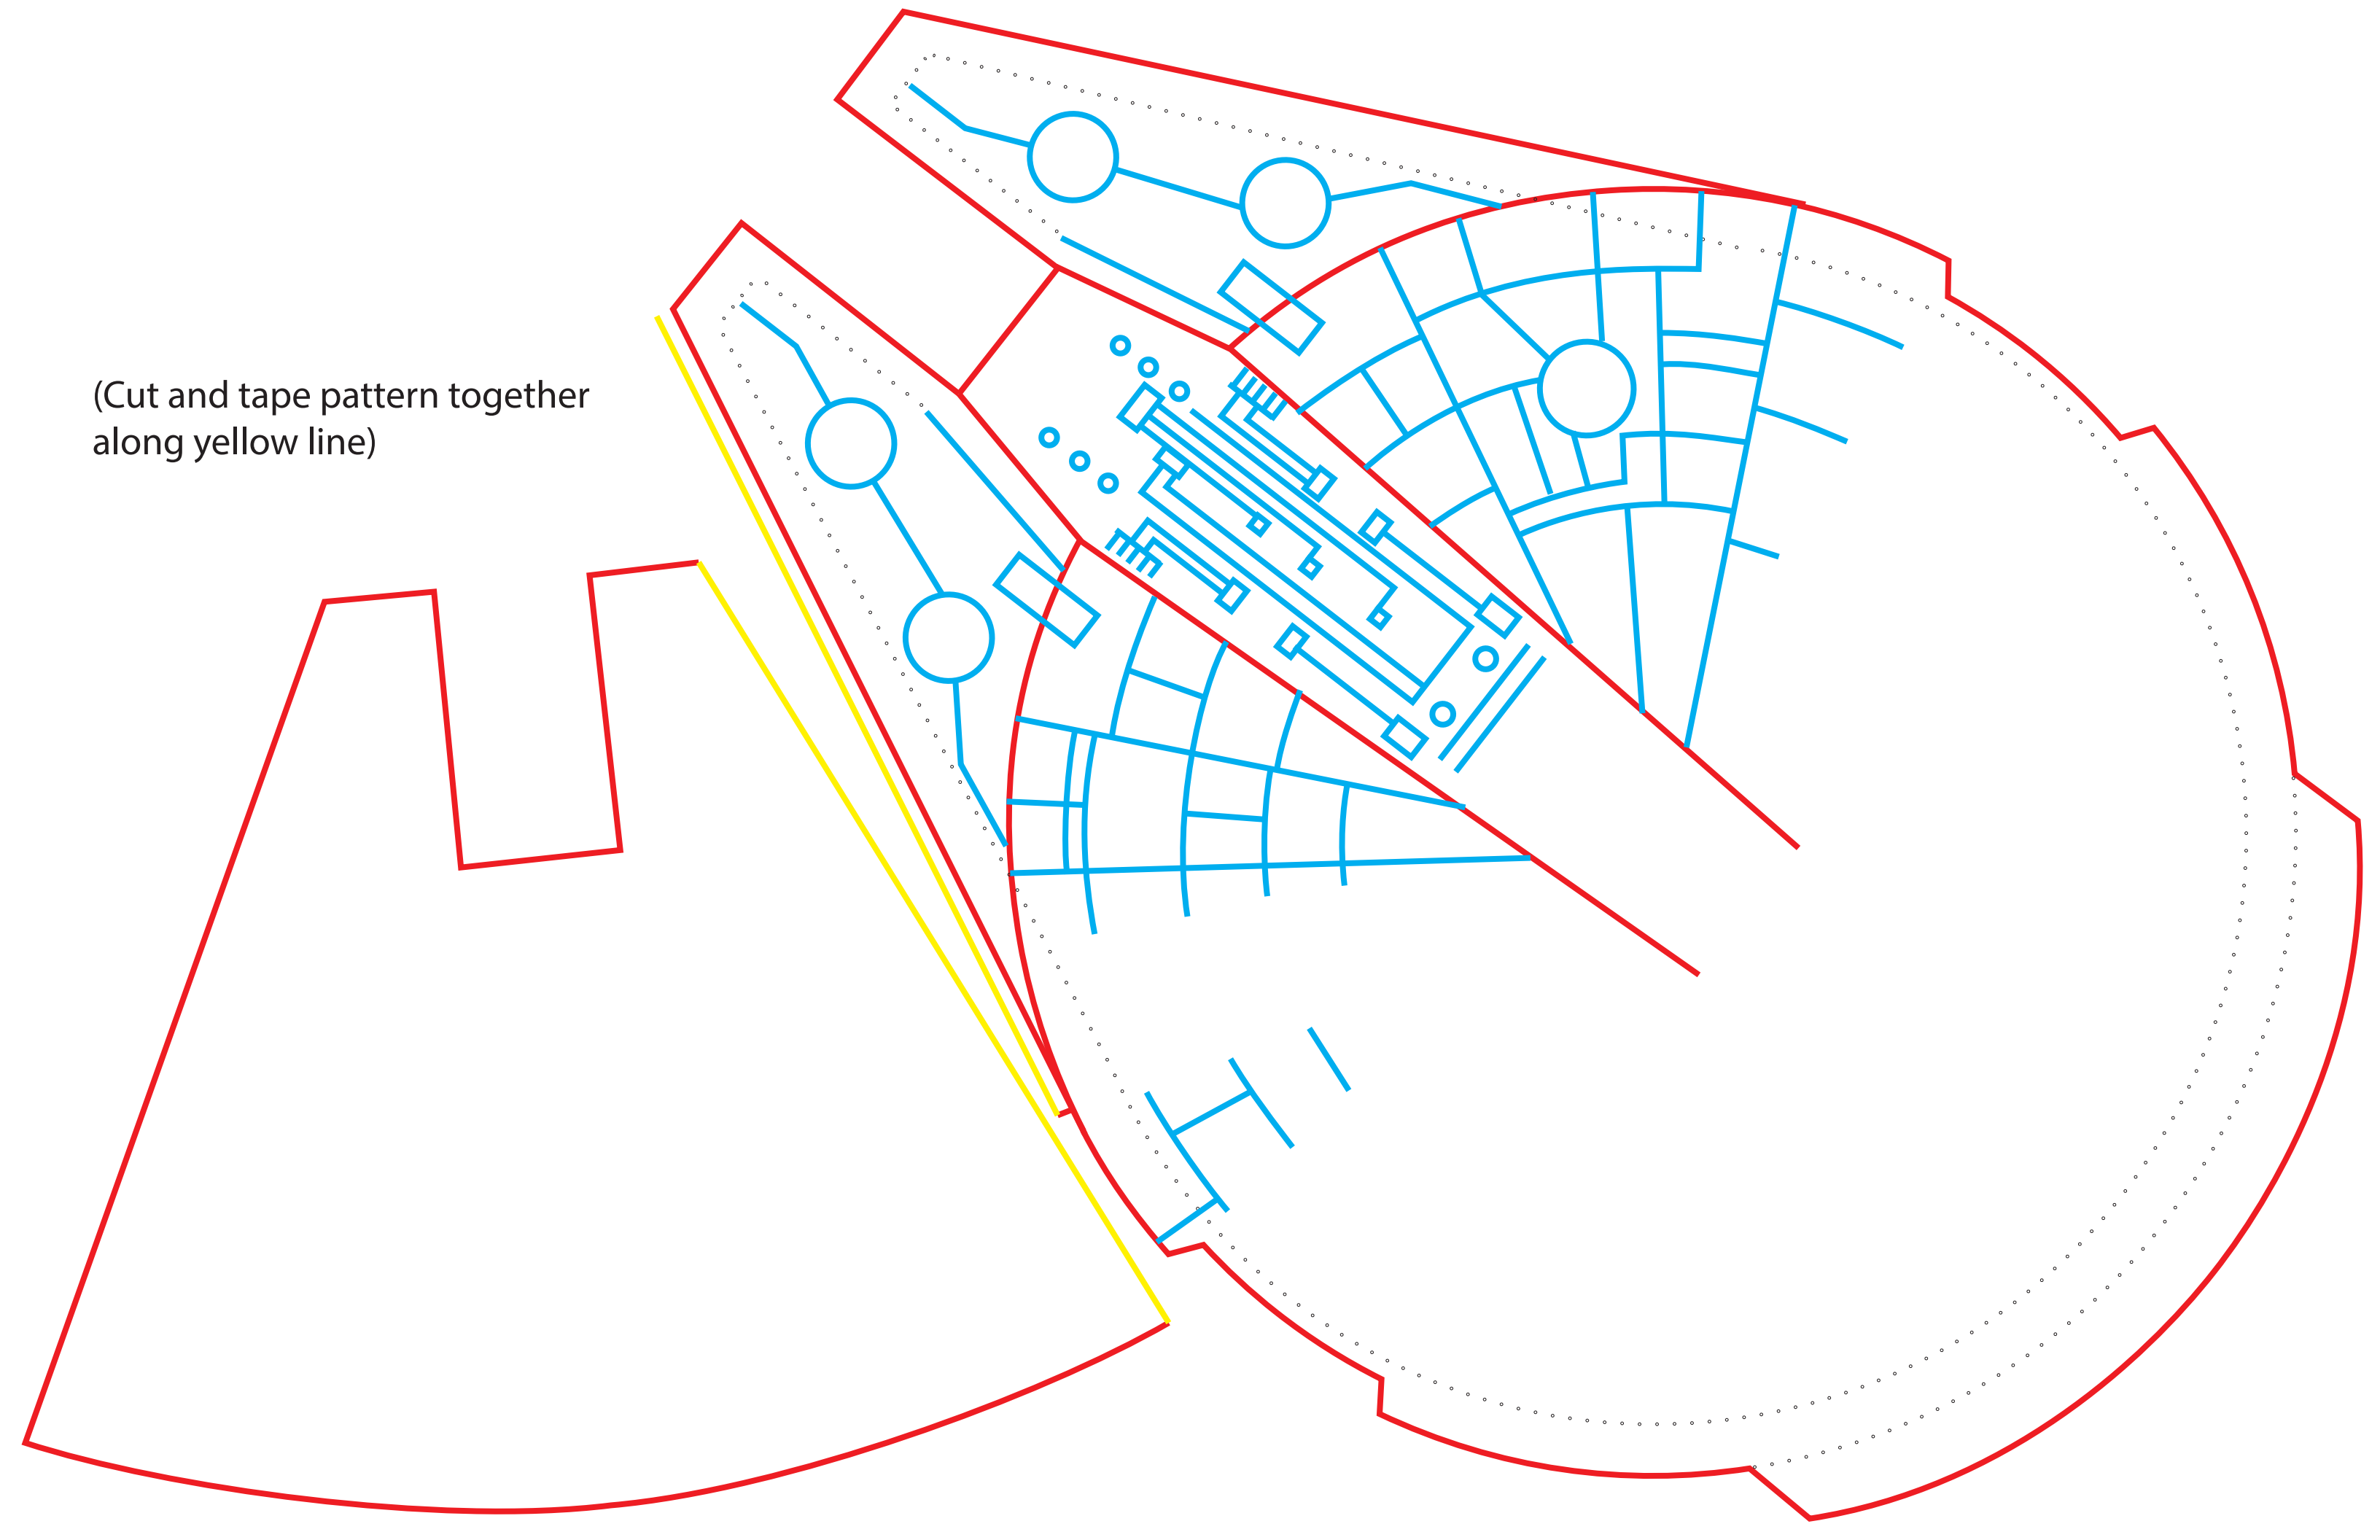 (Cut and tape pattern together
along yellow line)